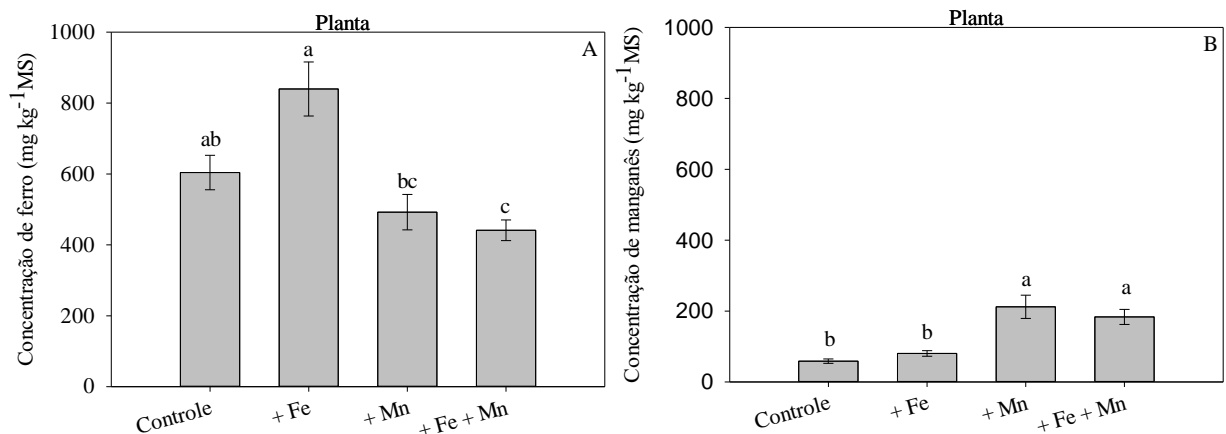 Planta
A
Concentração de ferro (mg kg-1MS)
1000
800
600
400
200
0
a
ab
bc
c
Controle
+ Fe
+ Mn
+ Fe + Mn
Planta
B
Concentração de manganês (mg kg-1MS)
1000
800
600
400
200
0
b
b
a
a
Controle
+ Fe
+ Mn
+ Fe + Mn